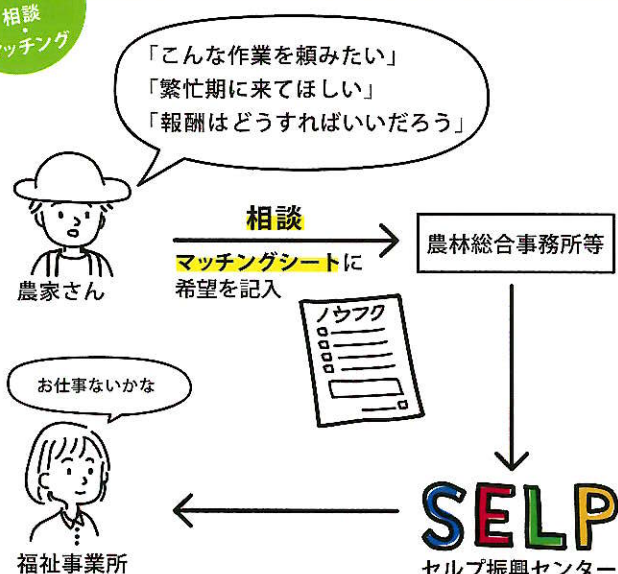 相談
・
マッチング
「こんな作業を頼みたい」
「繁忙期に来てほしい」
「報酬はどうすればいいだろう」
農家さん
相談
マッチングシートに
希望を記入
農林総合事務所等
ノウフク
お仕事ないかな
福祉事業所
SELP
セルプ振興センター